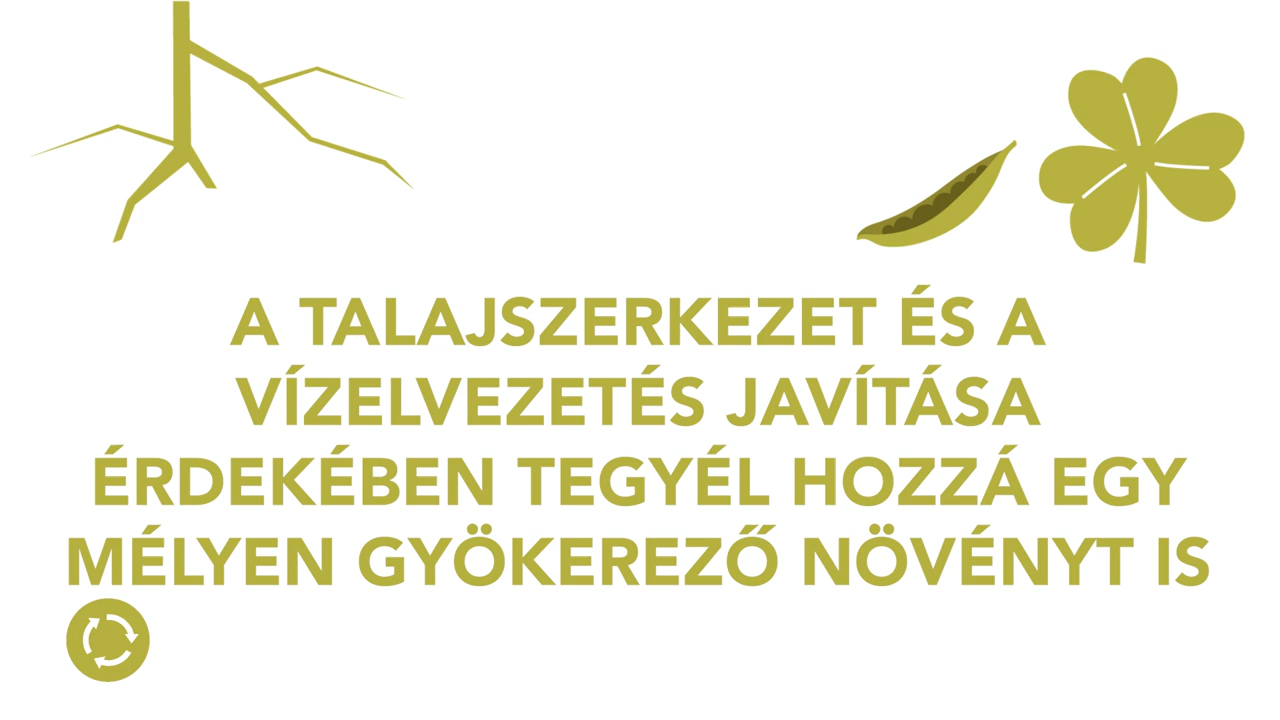 A TALAJSZERKEZET ÉS A
VÍZELVEZETÉS JAVÍTÁSA
ÉRDEKÉBEN TEGYÉL HOZZÁ EGY
MÉLYEN GYÖKEREZŐ NÖVÉNYT IS